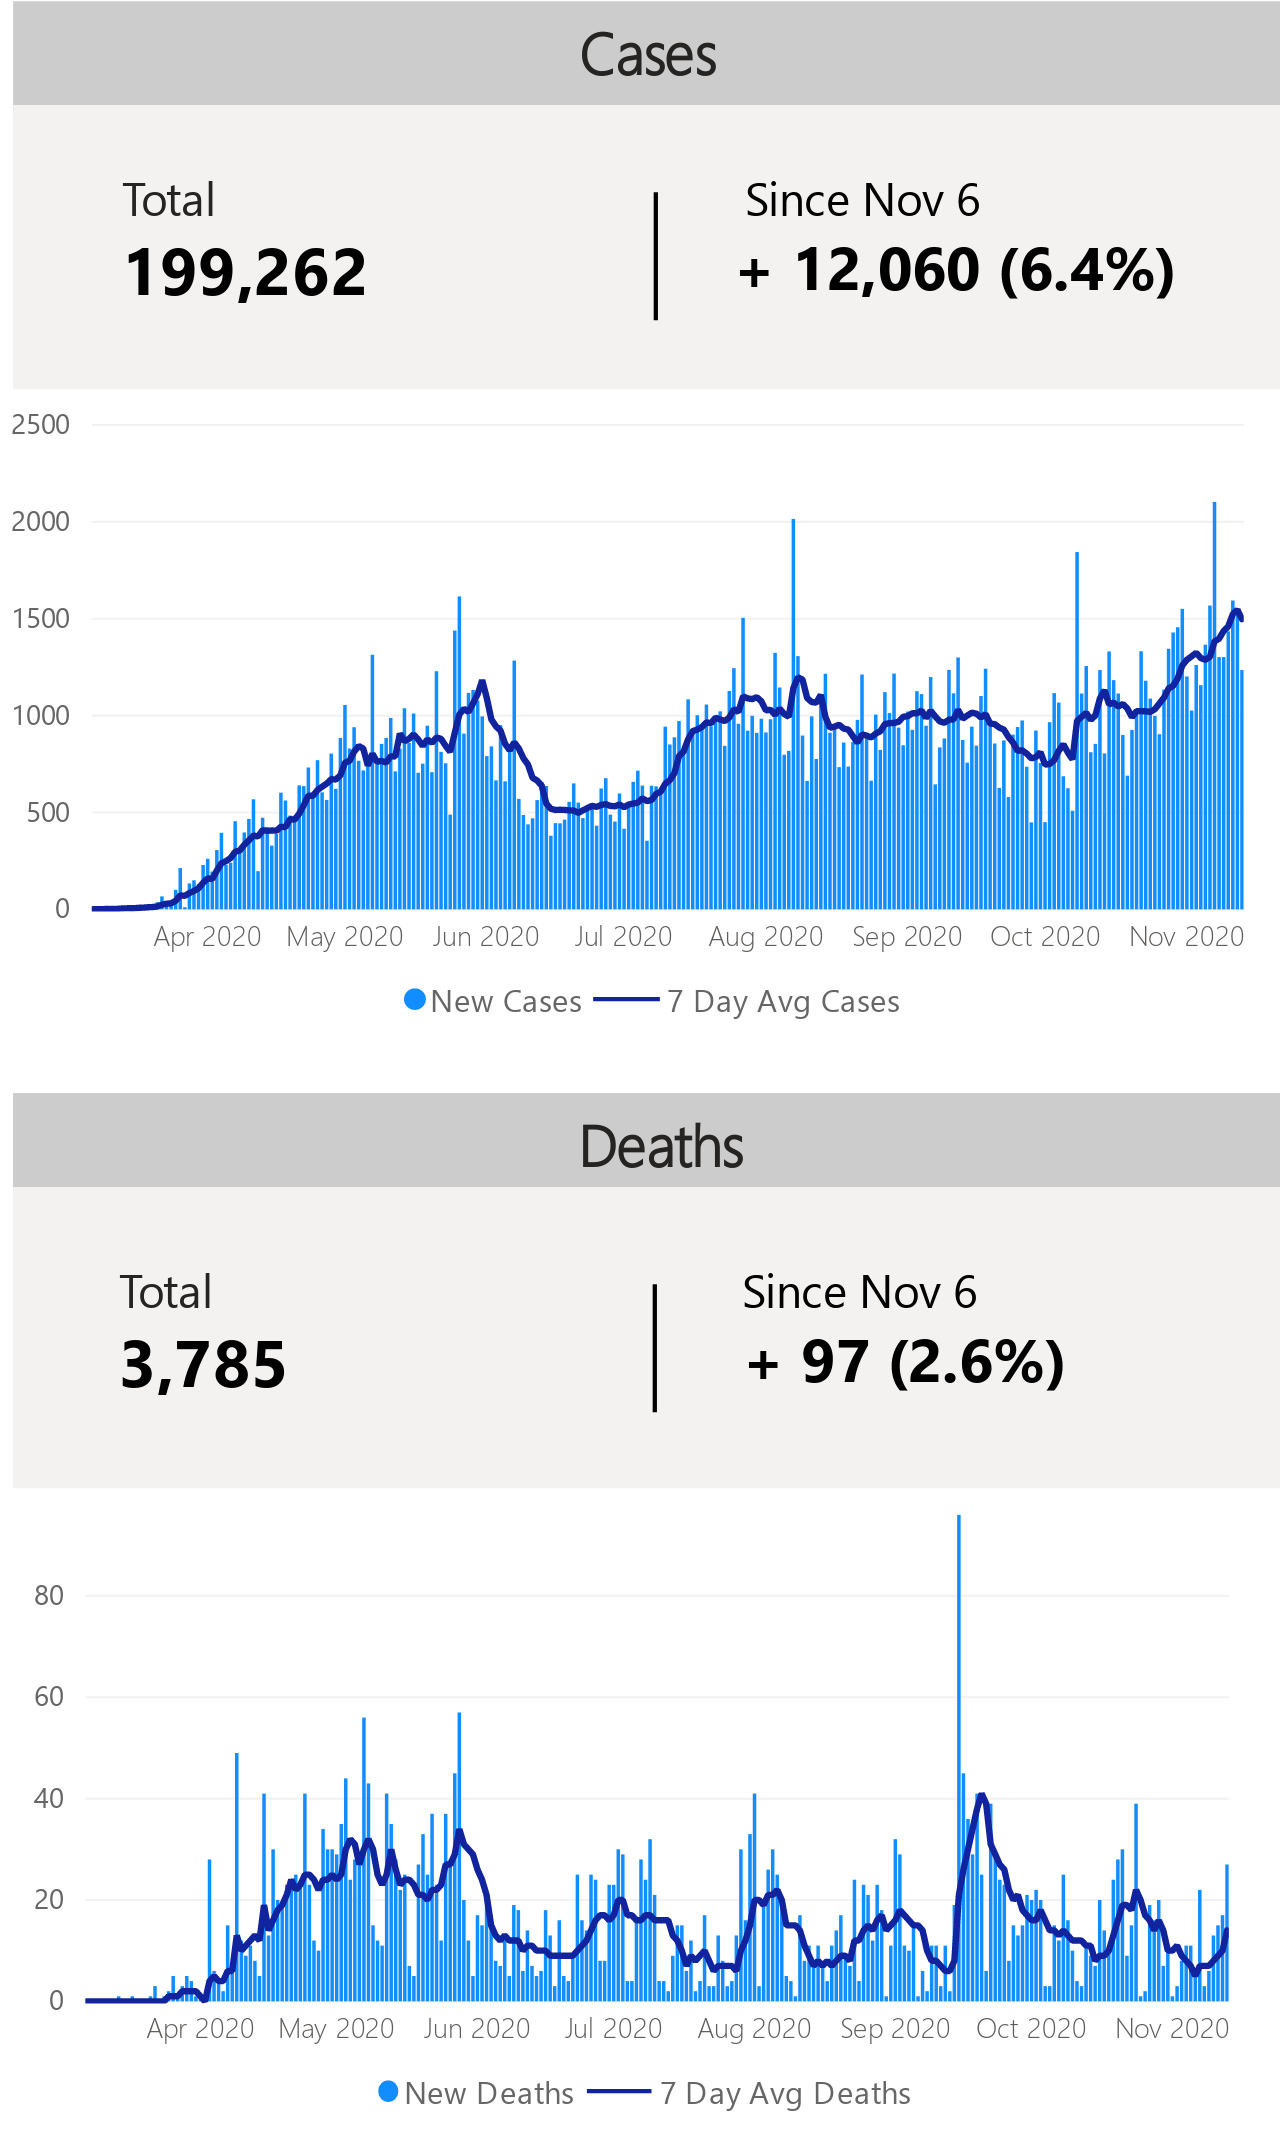 Cases
Total
Since Nov 6
199,262
+ 12,060 (6.4%)
2500
2000
1500
1000
500
0
Apr 2020 May 2020 Jun 2020 Jul 2020 Aug 2020 Sep 2020 Oct 2020 Nov 2020
New Cases 7 Day Avg Cases
Deaths
Total
Since Nov 6
3,785
+ 97 (2.6%)
80
60
40
20
0
Apr 2020 May 2020 Jun 2020 Jul 2020 Aug 2020 Sep 2020 Oct 2020 Nov 2020
New Deaths 7 Day Avg Deaths